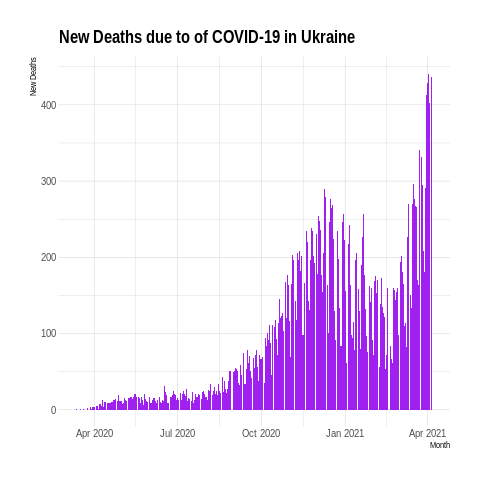 New Deaths due to of COVID-19 in Ukraine
New Deaths
400
300
200
100
0
Apr 2020 Jul 2020 Oct 2020 Jan 2021 Apr 2021
Month